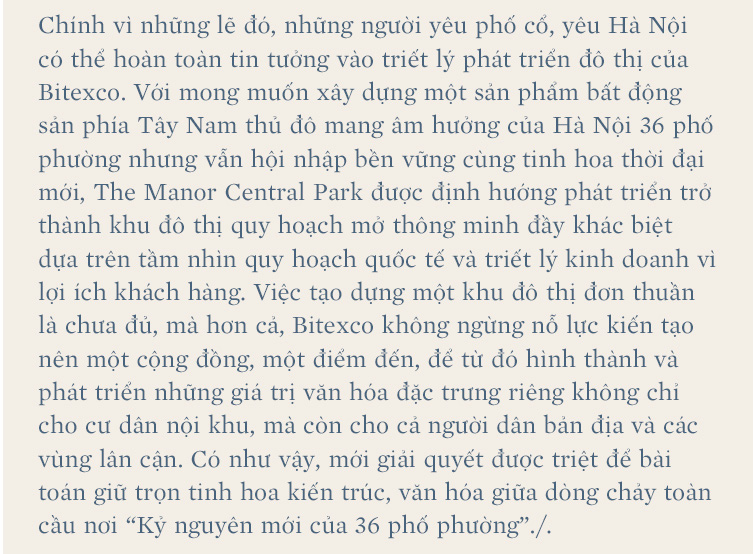 Chính vì những lẽ đó, những người yêu phố cổ, yêu Hà Nội
có thể hoàn toàn tin tưởng vào triết lý phát triển đô thị của
Bitexco. Với mong muốn xây dựng một sản phẩm bất động
sản phía Tây Nam thủ đô mang âm hưởng của Hà Nội 36 phố
phường nhưng vẫn hội nhập bền vững cùng tinh hoa thời đại
mới, The Manor Central Park được định hướng phát triển trở
thành khu đô thị quy hoạch mở thông minh đầy khác biệt
dựa trên tầm nhìn quy hoạch quốc tế và triết lý kinh doanh vì
lợi ích khách hàng. Việc tạo dựng một khu đô thị đơn thuần
là chưa đủ, mà hơn cả, Bitexco không ngừng nỗ lực kiến tạo
nên một cộng đồng, một điểm đến, để từ đó hình thành và
phát triển những giá trị văn hóa đặc trưng riêng không chỉ
cho cư dân nội khu, mà còn cho cả người dân bản địa và các
vùng lân cận. Có như vậy, mới giải quyết được triệt để bài
toán giữ trọn tinh hoa kiến trúc, văn hóa giữa dòng chảy toàn
cầu nơi “Kỷ nguyên mới của 36 phố phường”./.